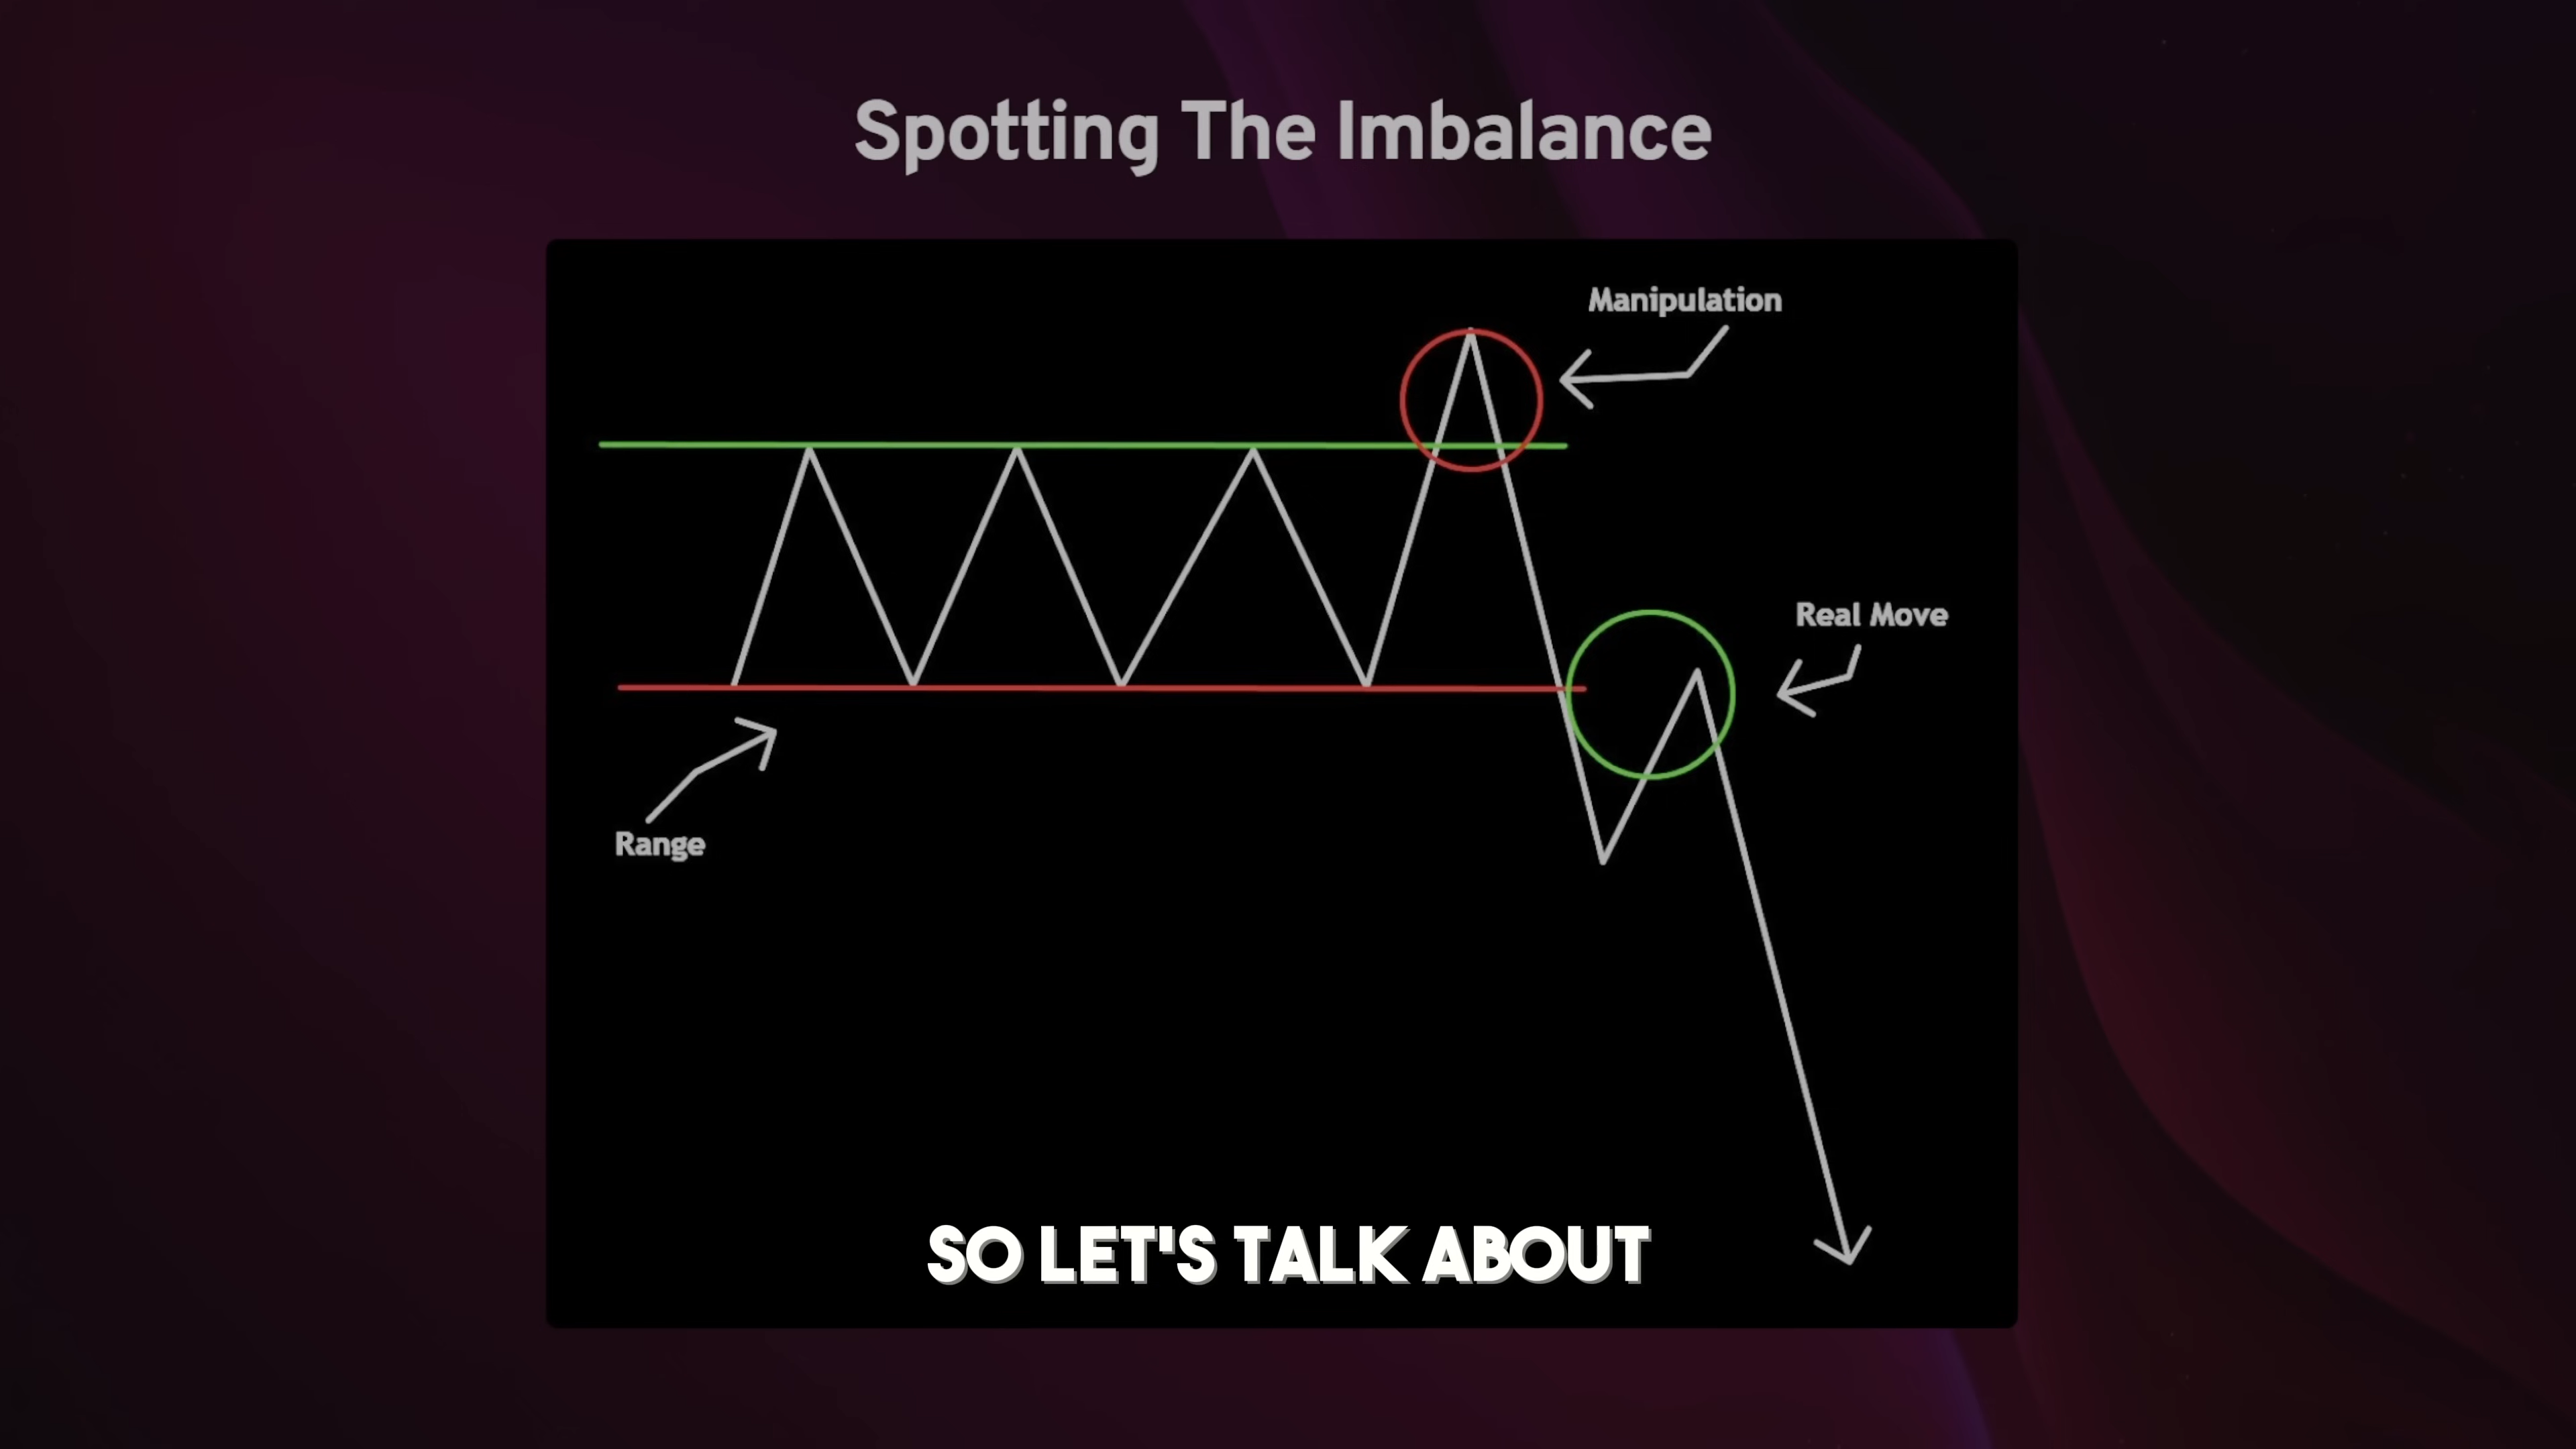 Spotting The Imbalance
Manipulation
Real Move
Range
SO LET'S TALK ABOUT